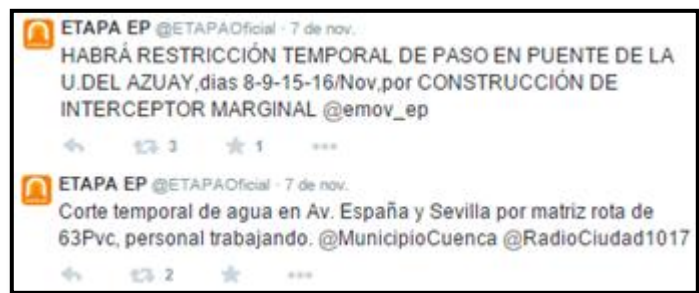 ETAPA EP @ETAPAOficial · 7 de nov.
HABRÁ RESTRICCIÓN TEMPORAL DE PASO EN PUENTE DE LA
U.DEL AZUAY,dias 8-9-15-16/Nov,por CONSTRUCCIÓN DE
INTERCEPTOR MARGINAL @emov_ep
3 1
ETAPA EP @ETAPAOficial · 7 de nov.
Corte temporal de agua en Av. España y Sevilla por matriz rota de
63Pvc, personal trabajando. @MunicipioCuenca @RadioCiudad1017
2